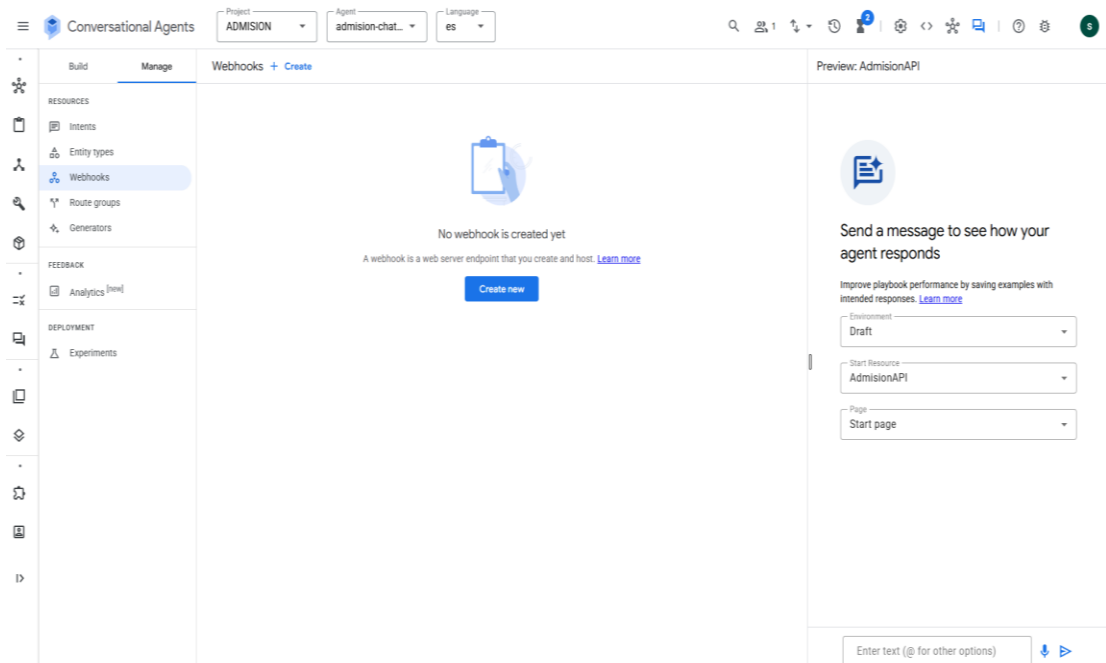 Conversational Agents
Project
ADMISION
Agent
admision-chat...
Language
es
1
2
S
Build
Manage
Webhooks
+ Create
Preview: AdmisionAPI
RESOURCES
Intents
Entity types
Webhooks
Route groups
Generators
FEEDBACK
Analytics [new]
DEPLOYMENT
Experiments
No webhook is created yet
A webhook is a web server endpoint that you create and host. Learn more
Create new
Send a message to see how your
agent responds
Improve playbook performance by saving examples with
intended responses. Learn more
Environment
Draft
Start Resource
AdmisionAPI
Page
Start page
Enter text (@ for other options)